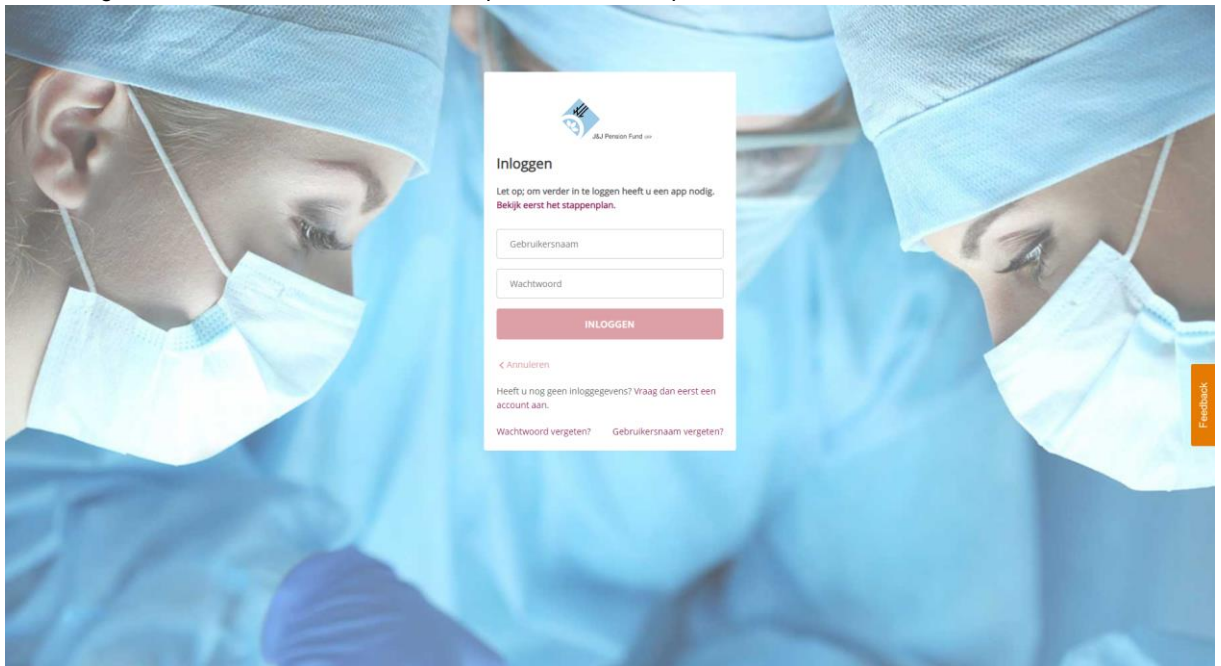 J&J Pension Fund OFP
Inloggen
Let op; om verder in te loggen heeft u een app nodig.
Bekijk eerst het stappenplan.
Gebruikersnaam
Wachtwoord
INLOGGEN
< Annuleren
Heeft u nog geen inloggegevens? Vraag dan eerst een
account aan.
Wachtwoord vergeten? Gebruikersnaam vergeten?
Feedback